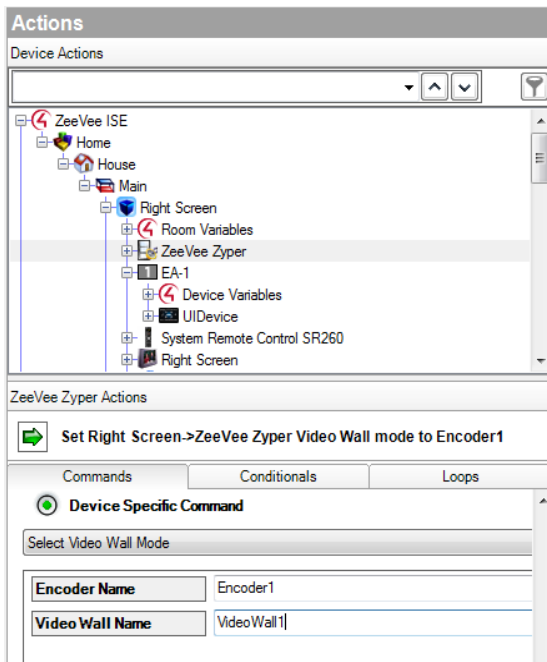 Actions
Device Actions
ZeeVee ISE
Home
House
Main
Right Screen
Room Variables
ZeeVee Zyper
1 EA-1
Device Variables
UIDevice
System Remote Control SR260
Right Screen
ZeeVee Zyper Actions
Set Right Screen->ZeeVee Zyper Video Wall mode to Encoder1
Commands Conditionals Loops
Device Specific Command
Select Video Wall Mode
Encoder Name Encoder1
Video Wall Name VideoWall1